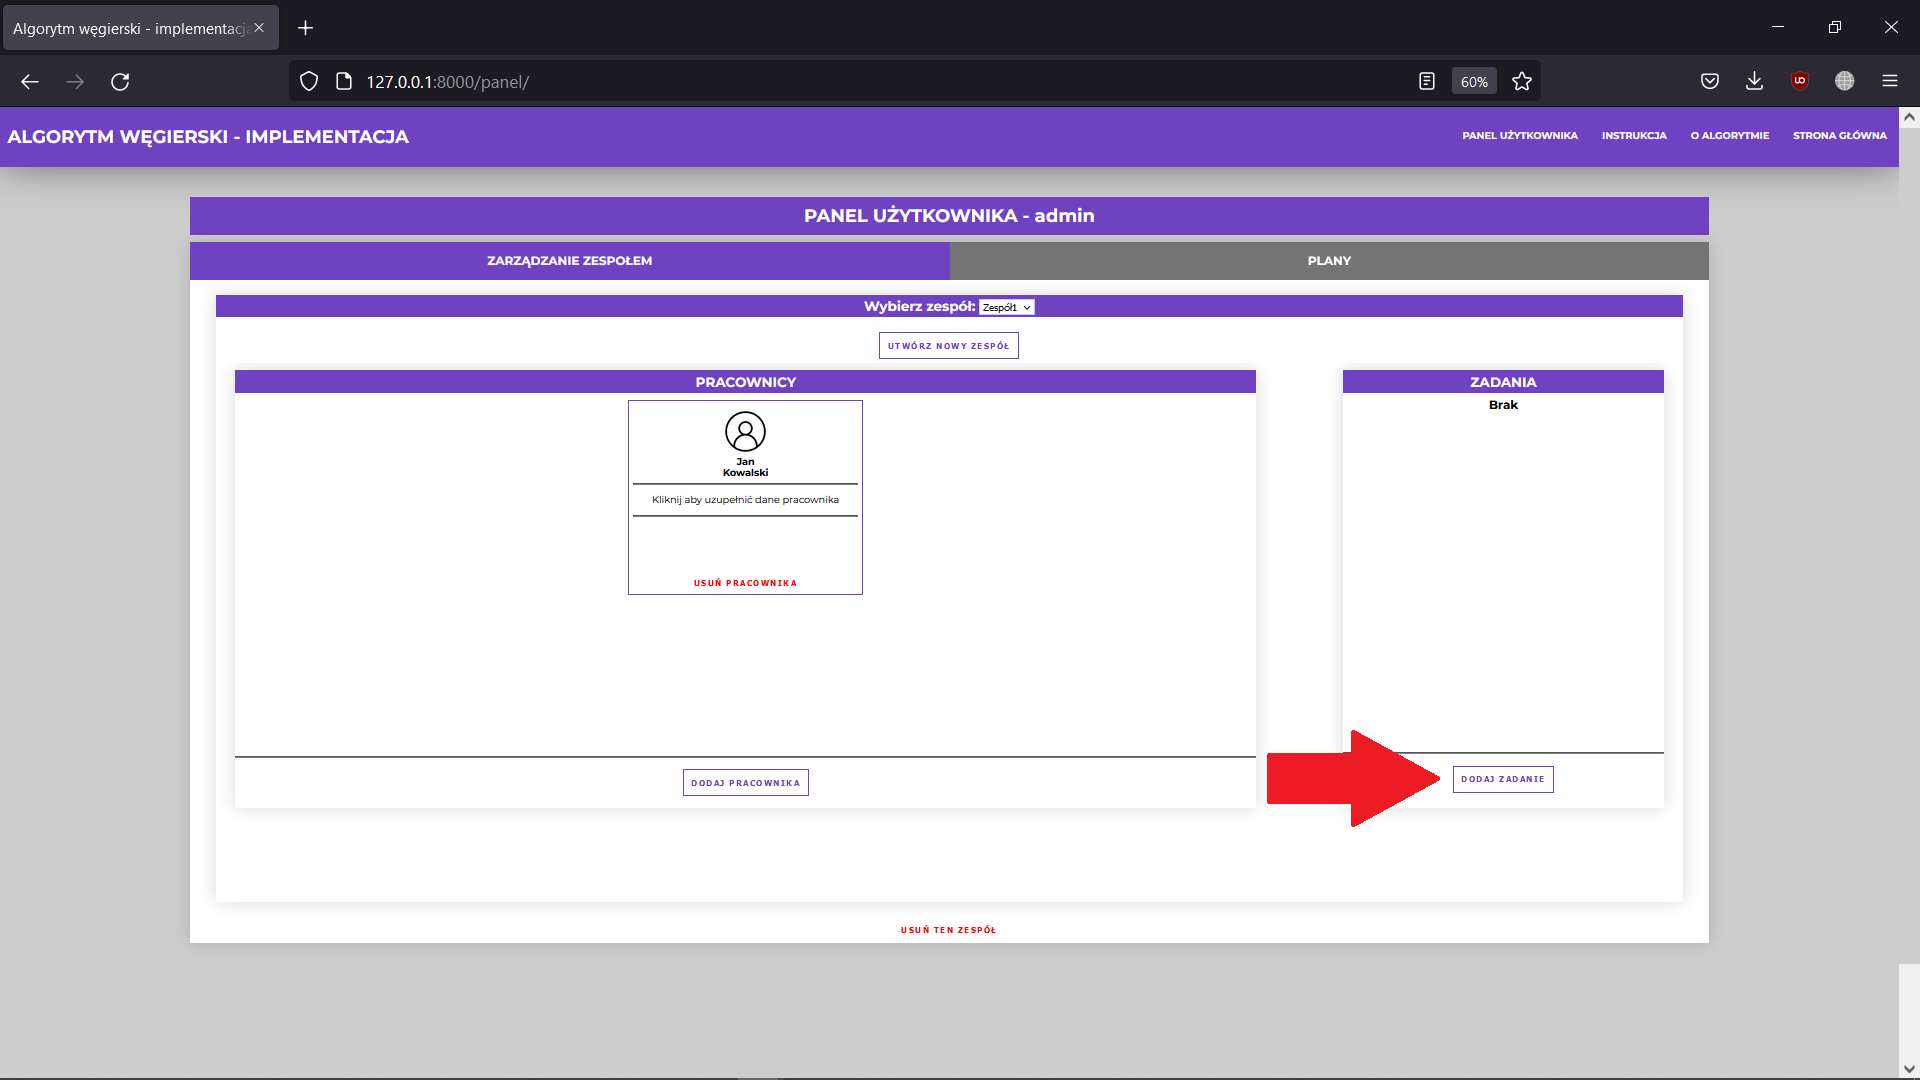 Algorytm węgierski - implementacja
127.0.0.1:8000/panel/
60%
ALGORYTM WĘGIERSKI - IMPLEMENTACJA
PANEL UŻYTKOWNIKA
INSTRUKCJA
O ALGORYTMIE
STRONA GŁÓWNA
PANEL UŻYTKOWNIKA - admin
ZARZĄDZANIE ZESPOŁEM
PLANY
Wybierz zespół: Zespół1
UTWÓRZ NOWY ZESPÓŁ
PRACOWNICY
Jan
Kowalski
Kliknij aby uzupełnić dane pracownika
USUŃ PRACOWNIKA
DODAJ PRACOWNIKA
ZADANIA
Brak
DODAJ ZADANIE
USUŃ TEN ZESPÓŁ